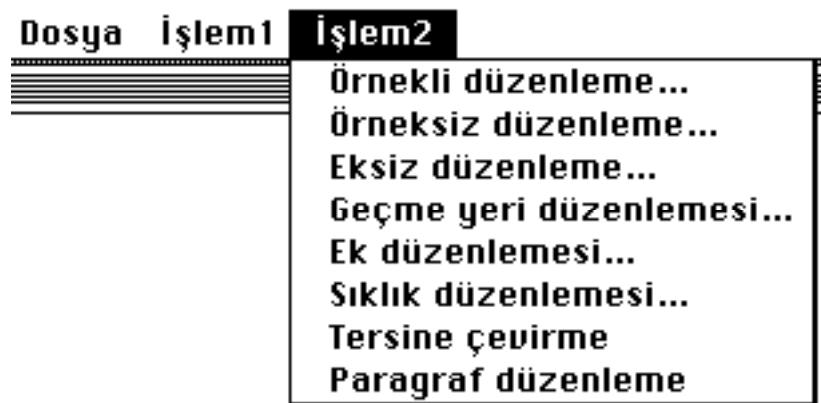 Dosya İşlem1 İşlem2
Örnekli düzenleme...
Örneksiz düzenleme...
Eksiz düzenleme...
Geçme yeri düzenlemesi...
Ek düzenlemesi...
Sıklık düzenlemesi...
Tersine çevirme
Paragraf düzenleme